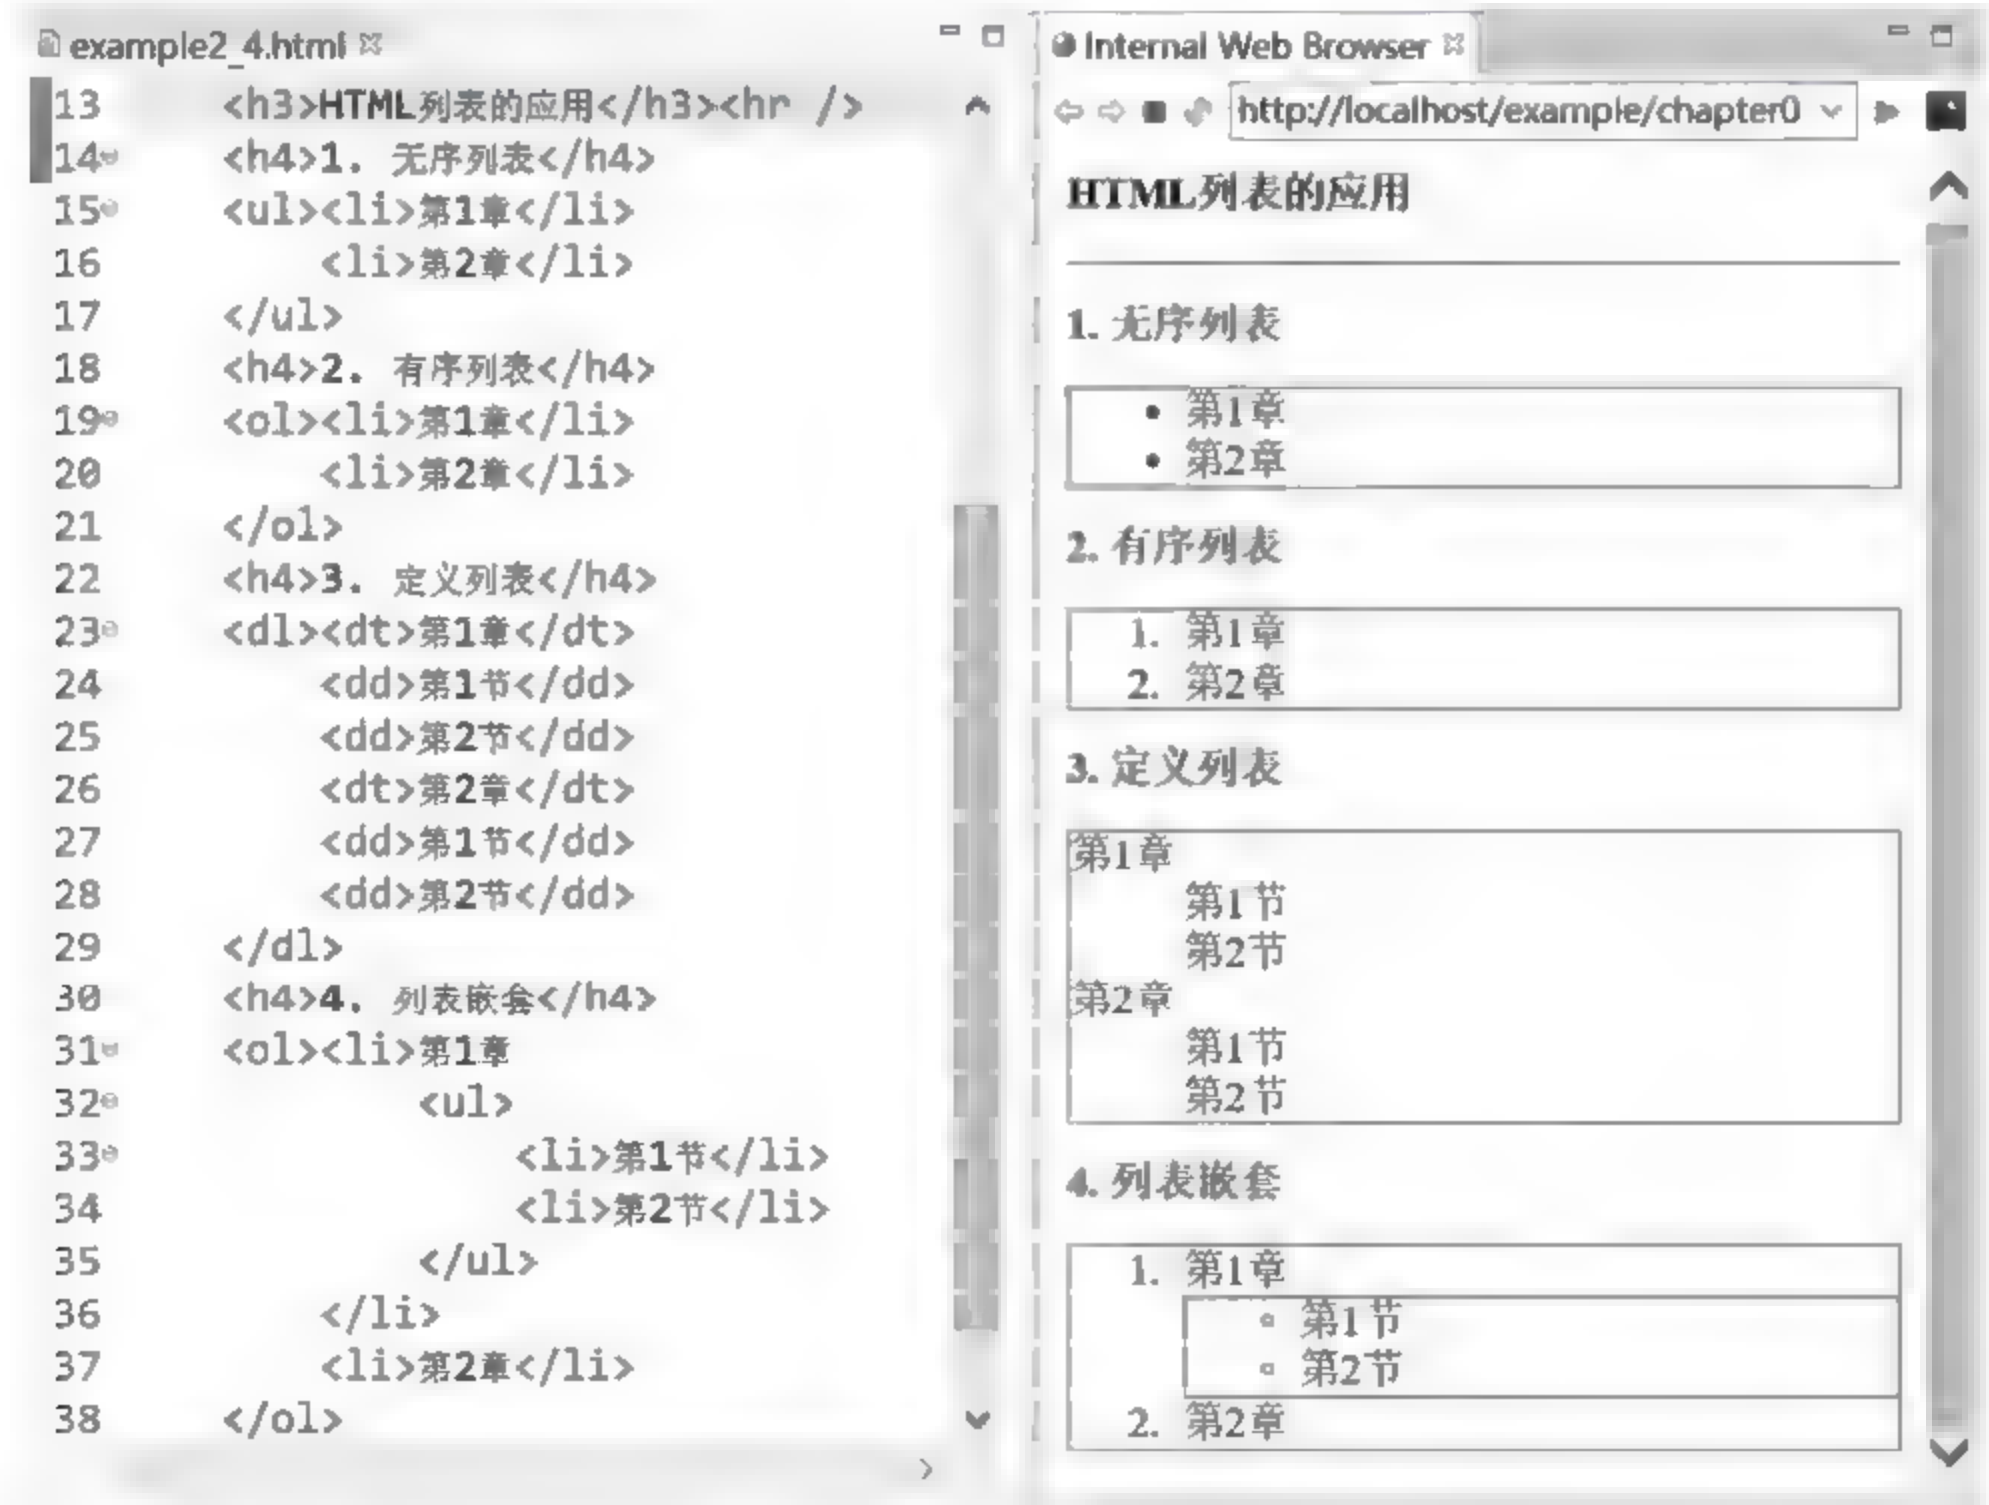 example2_4.html
13 <h3>HTML列表的应用</h3><hr />
14 <h4>1. 无序列表</h4>
15 <ul><li>第1章</li>
16 <li>第2章</li>
17 </ul>
18 <h4>2. 有序列表</h4>
19 <ol><li>第1章</li>
20 <li>第2章</li>
21 </ol>
22 <h4>3. 定义列表</h4>
23 <dl><dt>第1章</dt>
24 <dd>第1节</dd>
25 <dd>第2节</dd>
26 <dt>第2章</dt>
27 <dd>第1节</dd>
28 <dd>第2节</dd>
29 </dl>
30 <h4>4. 列表嵌套</h4>
31 <ol><li>第1章
32 <ul>
33 <li>第1节</li>
34 <li>第2节</li>
35 </ul>
36 </li>
37 <li>第2章</li>
38 </ol>
Internal Web Browser
http://localhost/example/chapter0
HTML列表的应用
1. 无序列表
• 第1章
• 第2章
2. 有序列表
1. 第1章
2. 第2章
3. 定义列表
第1章
第1节
第2节
第2章
第1节
第2节
4. 列表嵌套
1. 第1章
◦ 第1节
◦ 第2节
2. 第2章